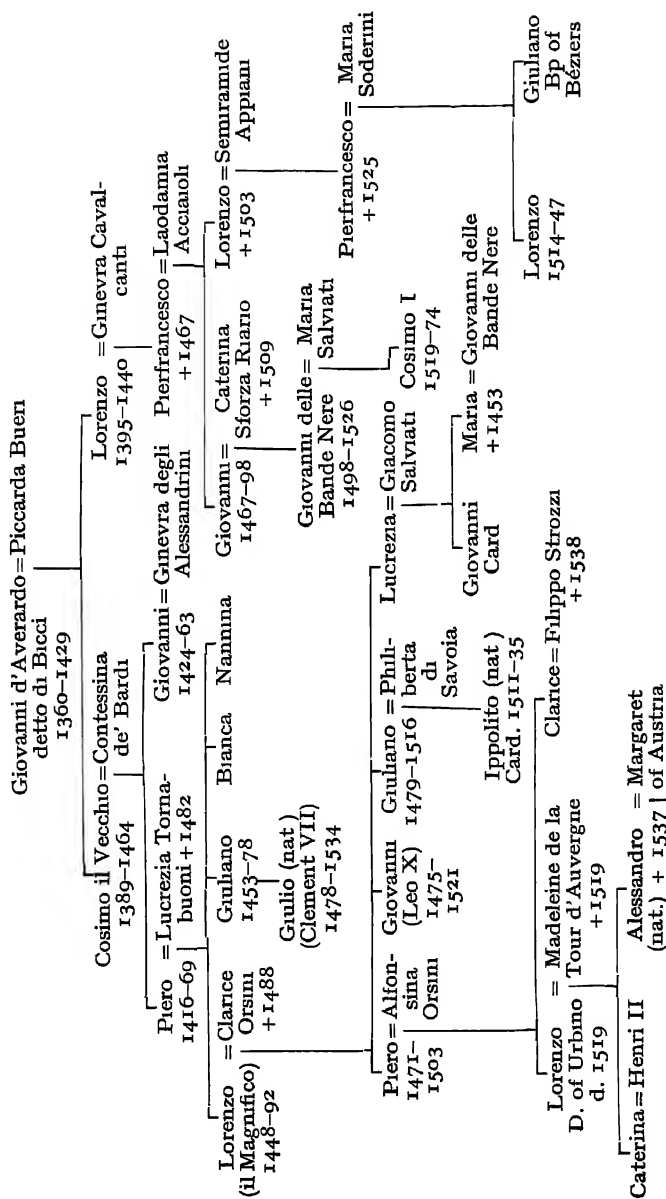 Giovanni d'Averardo=Piccarda Bueri
detto di Bicci
1360–1429
Cosimo il Vecchio=Contessina
de' Bardi
1389–1464
Lorenzo =Ginevra Caval-
canti
1395–1440
Piero =Lucrezia Torna-
buoni +1482
1416–69
Giovanni=Ginevra degli
Alessandrini
1424–63
Pierfrancesco=Laodamia
Acciaiuoli
+1467
Lorenzo
(il Magnifico)
1448–92
=Clarice
Orsini
+1488
Giuliano
1453–78
Bianca
Nannina
Giulio (nat )
(Clement VII)
1478–1534
Giovanni=
1467–98
Caterina
Sforza Riario
+1509
Lorenzo=Semiramide
Appiani
+1503
Giovanni delle= Maria
Bande Nere Salviati
1498–1526
Pierfrancesco= Maria
Soderini
+1525
Cosimo I
1519–74
Piero=Alfon-
sina
Orsini
1471–
1503
Giovanni
(Leo X)
1475–
1521
Giuliano =Phili-
berta
di
Savoia
1479–1516
Lucrezia=Giacomo
Salviati
Ippolito (nat )
Card. 1511–35
Giovanni
Card
Maria=Giovanni delle
Bande Nere
+1453
Lorenzo
1514–47
Giuliano
Bp of
Béziers
Lorenzo = Madeleine de la
D. of Urbino Tour d'Auvergne
d. 1519 +1519
Clarice=Filippo Strozzi
+1538
Caterina=Henri II
Alessandro =Margaret
(nat.) + 1537 of Austria